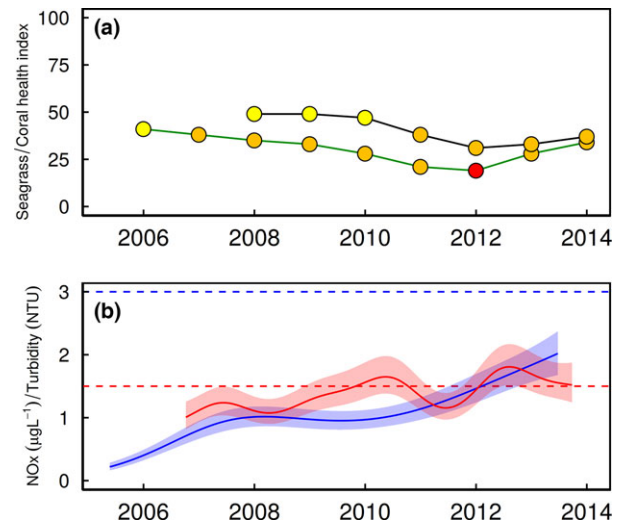 (a)
Seagrass/Coral health index
100
75
50
25
0
2006 2008 2010 2012 2014
(b)
NOx (µgL⁻¹)/Turbidity (NTU)
3
2
1
0
2006 2008 2010 2012 2014